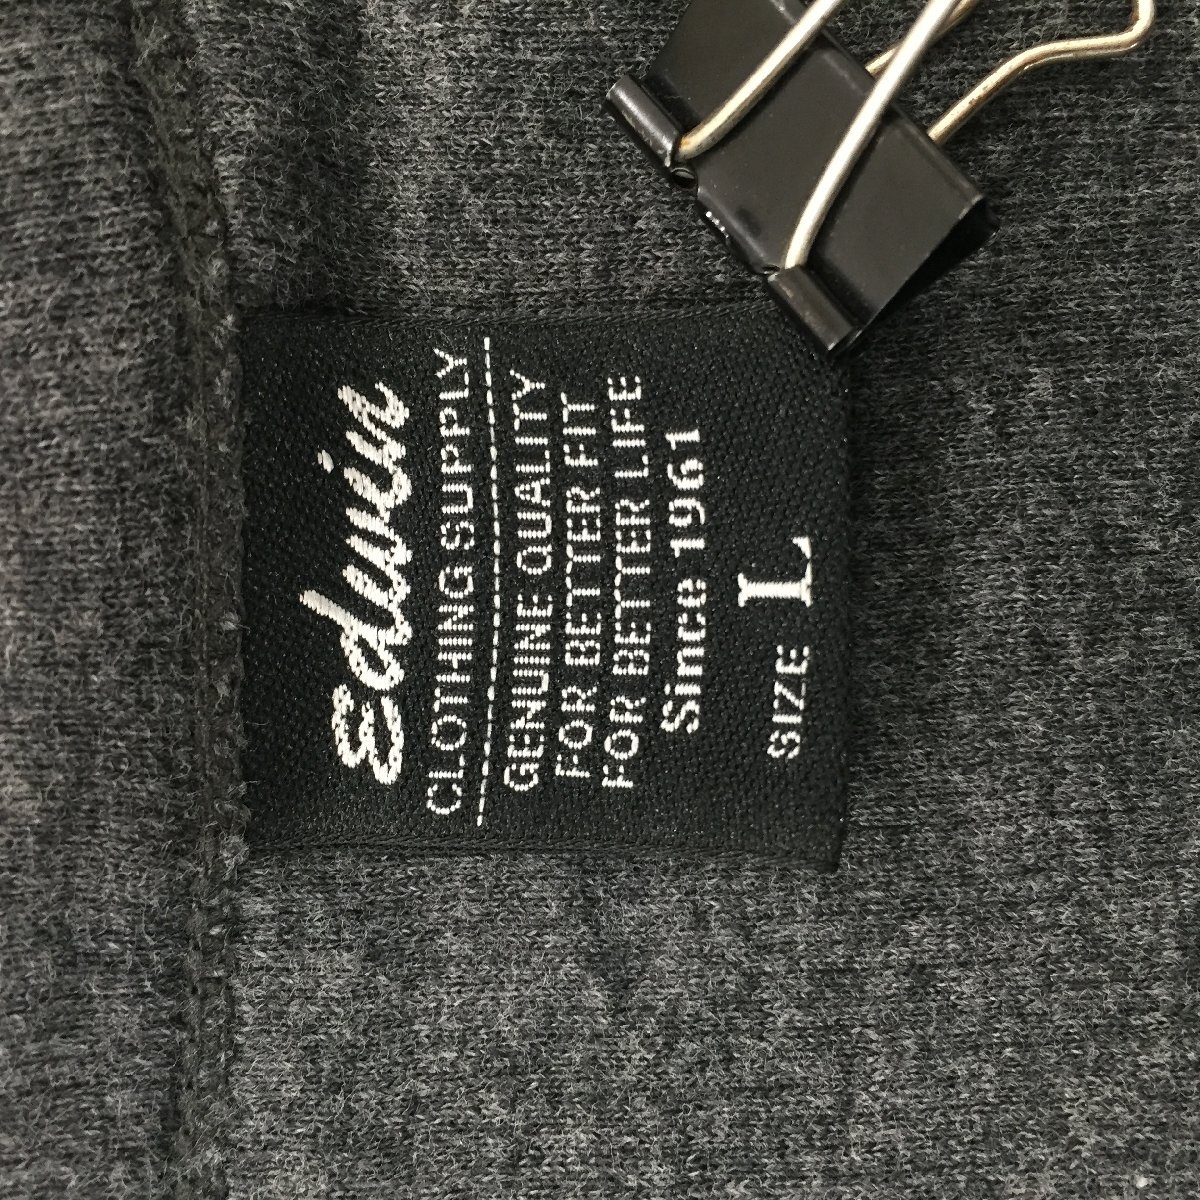 Edwin
CLOTHING SUPPLY
GENUINE QUALITY
FOR BETTER FIT
FOR BETTER LIFE
Since 1961
SIZE L